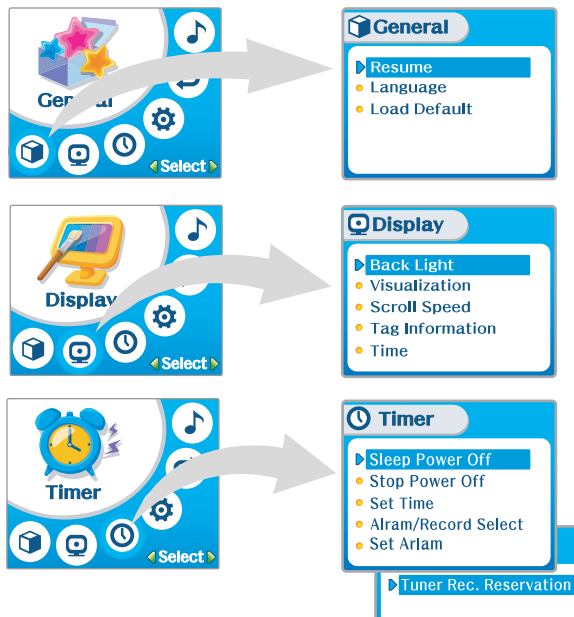 General
Select
General
Resume
Language
Load Default
Display
Select
Display
Back Light
Visualization
Scroll Speed
Tag Information
Time
Timer
Select
Timer
Sleep Power Off
Stop Power Off
Set Time
Alram/Record Select
Set Arlam
Tuner Rec. Reservation